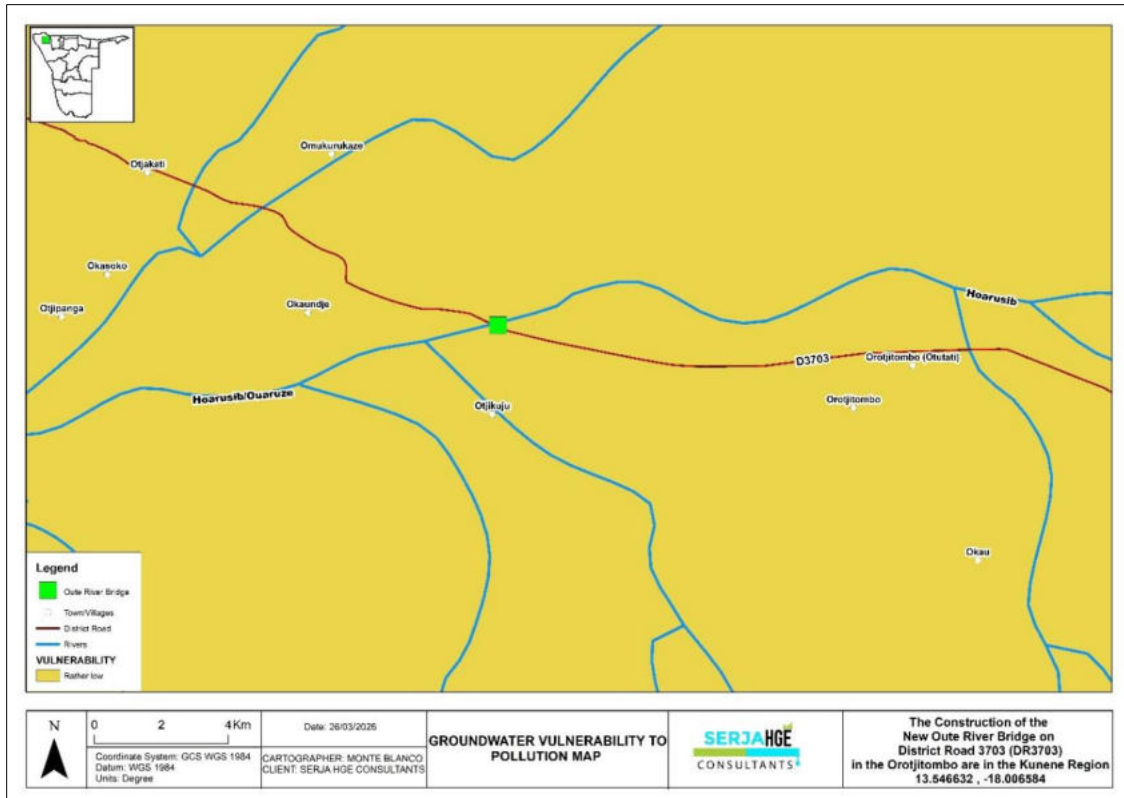 Omukurukaze
Otjakati
Okasoko
Otjipanga
Okaundje
Hoarusib
D3703
Orotjitombo (Otutati)
Hoarusib/Ouaruze
Otjikuju
Orotjitombo
Okau
Legend
Oute River Bridge
Town/Villages
District Road
Rivers
VULNERABILITY
Rather low
N
0 2 4Km
Coordinate System: GCS WGS 1984
Datum: WGS 1984
Units: Degree
Date: 26/03/2026
CARTOGRAPHER: MONTE BLANCO
CLIENT: SERJA HGE CONSULTANTS
GROUNDWATER VULNERABILITY TO
POLLUTION MAP
SERJAHGE
CONSULTANTS
The Construction of the
New Oute River Bridge on
District Road 3703 (DR3703)
in the Orotjitombo are in the Kunene Region
13.546632 , -18.006584